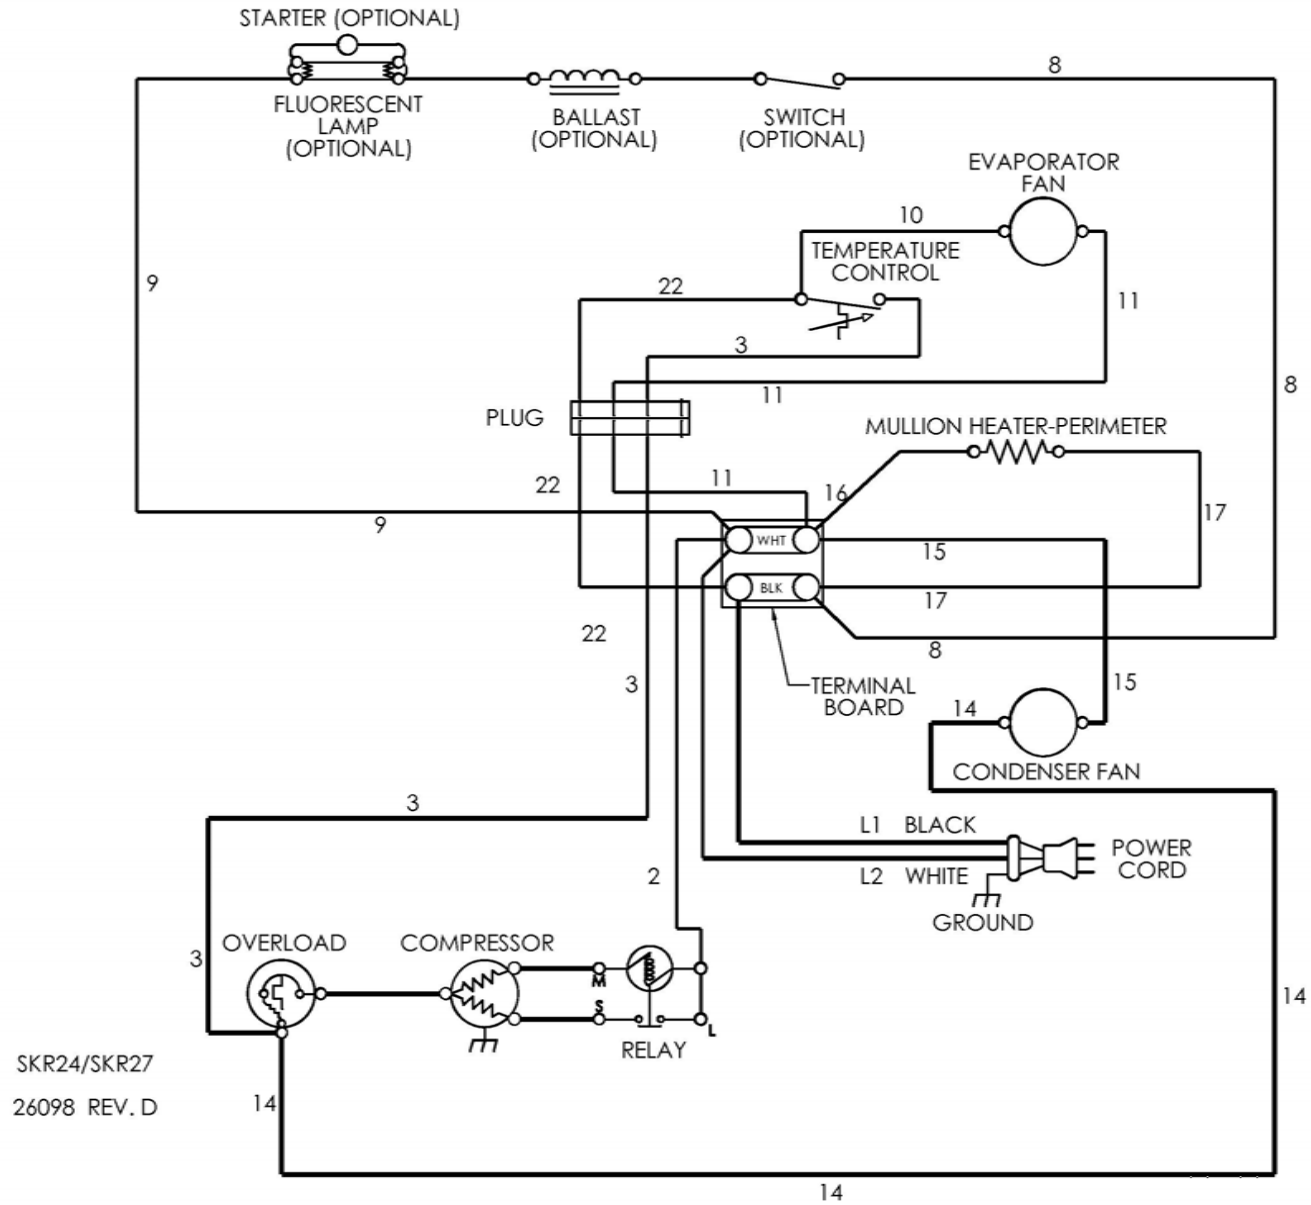 STARTER (OPTIONAL)
8
FLUORESCENT
LAMP
(OPTIONAL)
BALLAST
(OPTIONAL)
SWITCH
(OPTIONAL)
EVAPORATOR
FAN
10
TEMPERATURE
CONTROL
9
22
11
3
11
8
PLUG
MULLION HEATER-PERIMETER
22
11
16
17
9
WHT
15
BLK
17
22
8
3
TERMINAL
BOARD
15
14
CONDENSER FAN
3
L1 BLACK
POWER
CORD
2
L2 WHITE
GROUND
OVERLOAD
COMPRESSOR
3
M
14
S
L
RELAY
SKR24/SKR27
14
26098 REV. D
14